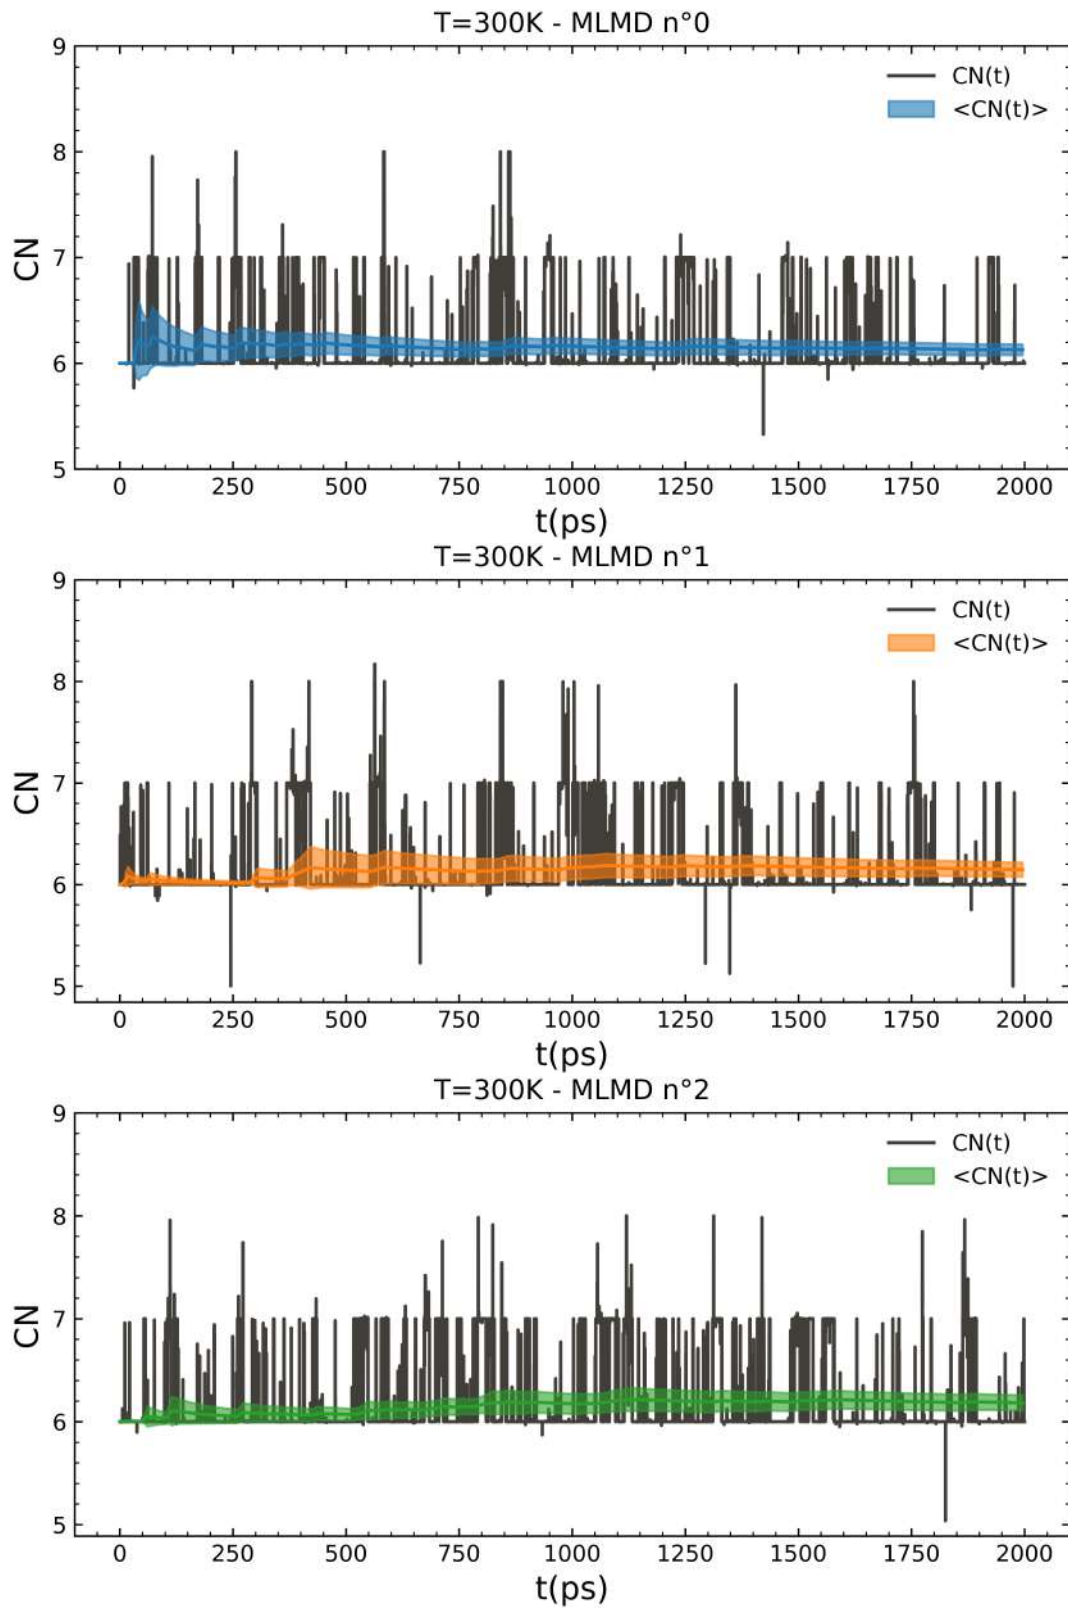 T=300K - MLMD n°0
9
CN(t)
<CN(t)>
8
7
6
5
CN
0 250 500 750 1000 1250 1500 1750 2000
t(ps)
T=300K - MLMD n°1
9
CN(t)
<CN(t)>
8
7
6
5
CN
0 250 500 750 1000 1250 1500 1750 2000
t(ps)
T=300K - MLMD n°2
9
CN(t)
<CN(t)>
8
7
6
5
CN
0 250 500 750 1000 1250 1500 1750 2000
t(ps)